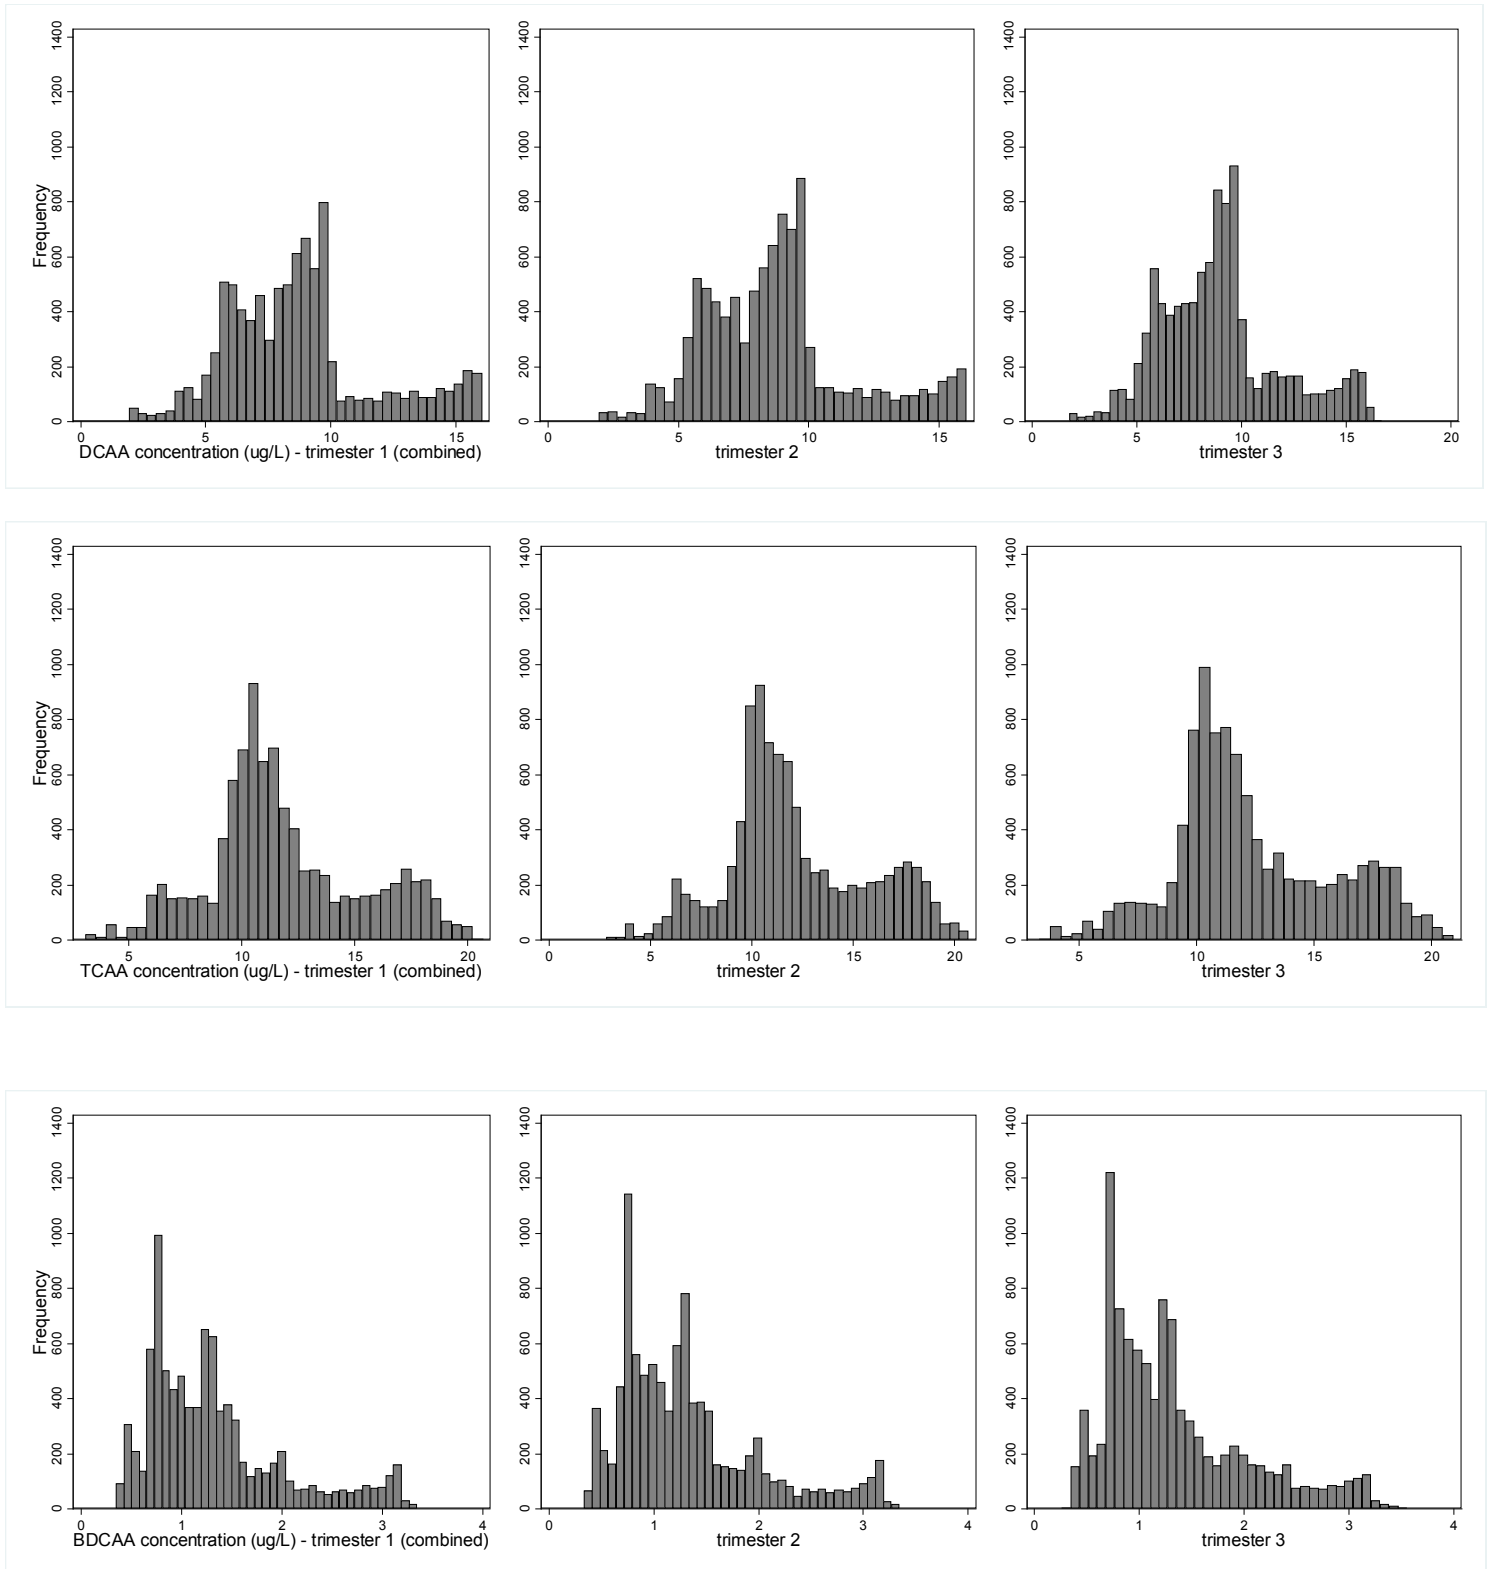 Frequency
0 200 400 600 800 1000 1200 1400
0 5 10 15
DCAA concentration (ug/L) - trimester 1 (combined)
0 200 400 600 800 1000 1200 1400
0 5 10 15
trimester 2
0 200 400 600 800 1000 1200 1400
0 5 10 15 20
trimester 3
Frequency
0 200 400 600 800 1000 1200 1400
5 10 15 20
TCAA concentration (ug/L) - trimester 1 (combined)
0 200 400 600 800 1000 1200 1400
0 5 10 15 20
trimester 2
0 200 400 600 800 1000 1200 1400
5 10 15 20
trimester 3
Frequency
0 200 400 600 800 1000 1200 1400
0 1 2 3 4
BDCAA concentration (ug/L) - trimester 1 (combined)
0 200 400 600 800 1000 1200 1400
0 1 2 3 4
trimester 2
0 200 400 600 800 1000 1200 1400
0 1 2 3 4
trimester 3